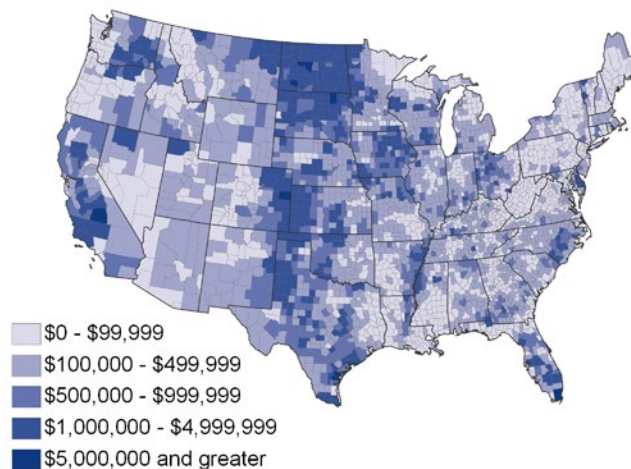 $0 - $99,999
$100,000 - $499,999
$500,000 - $999,999
$1,000,000 - $4,999,999
$5,000,000 and greater